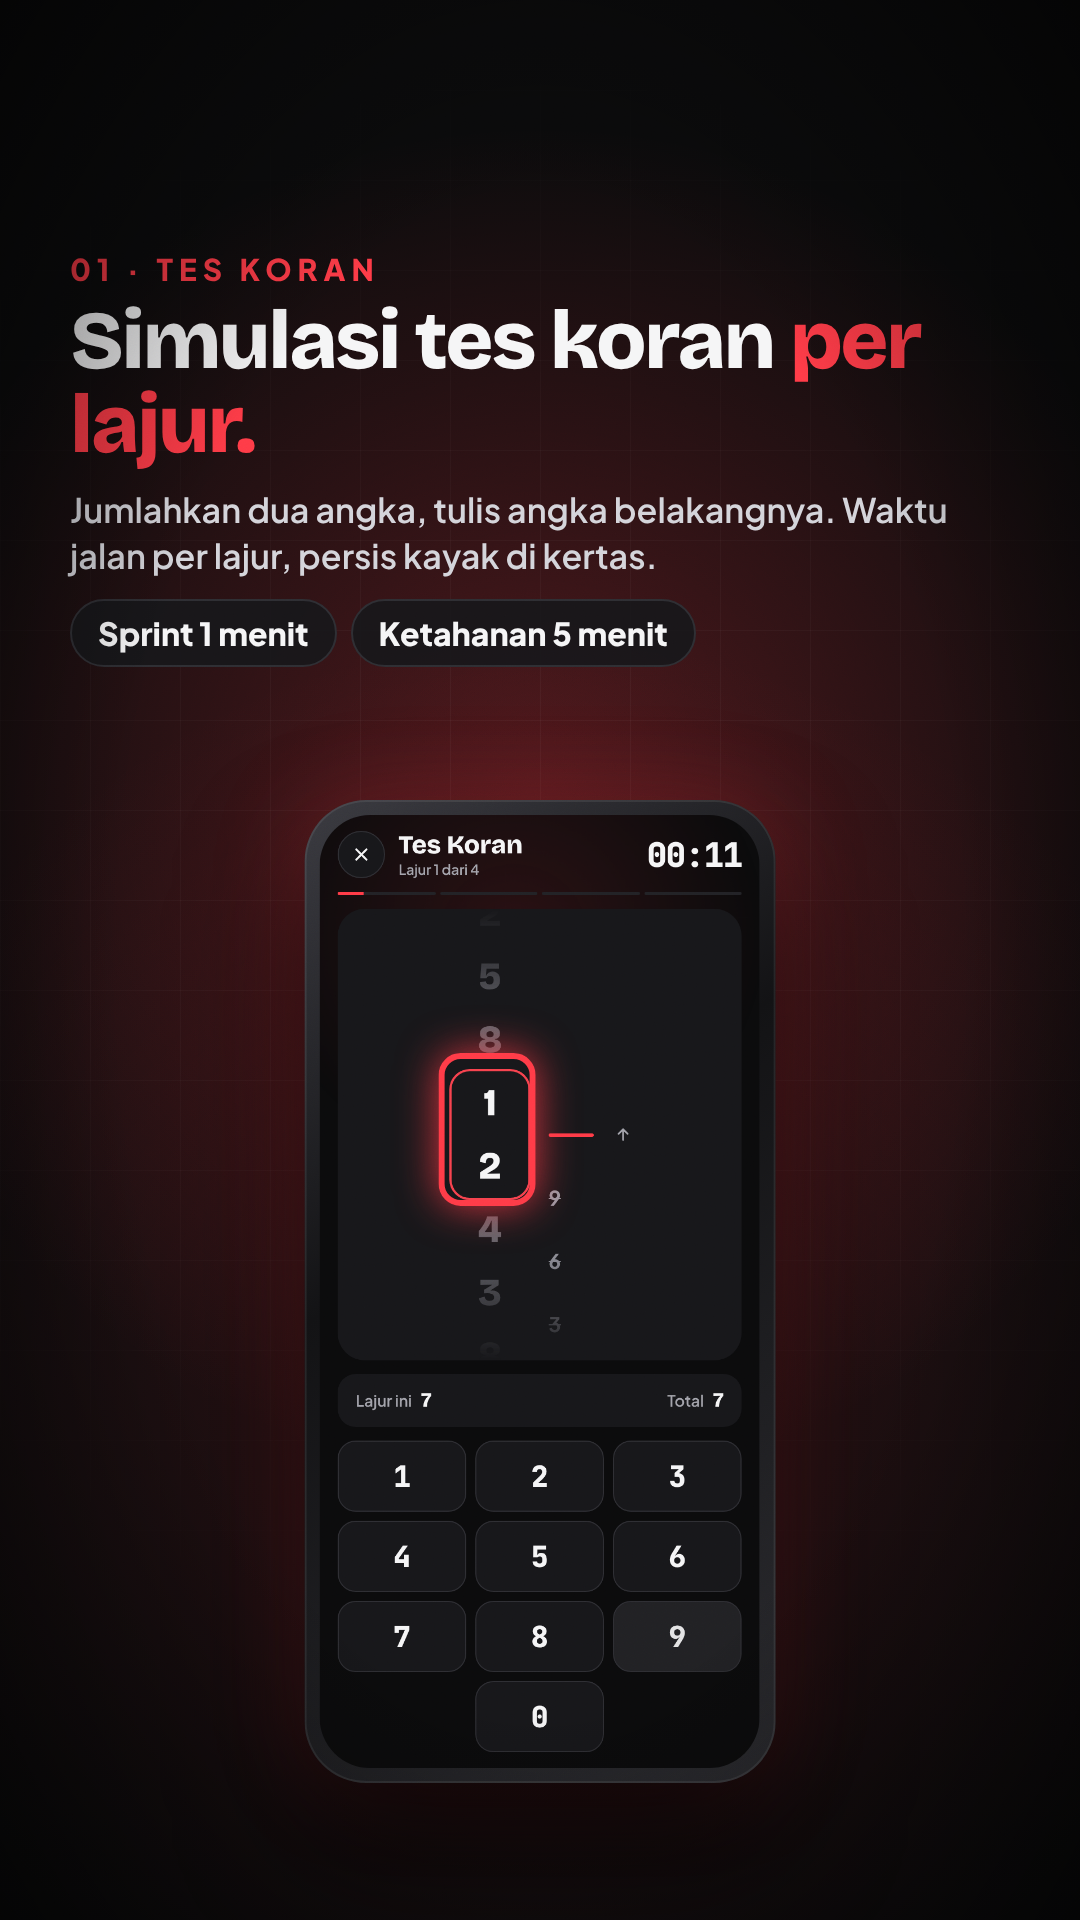 01 · TES KORAN
Simulasi tes koran per
lajur.
Jumlahkan dua angka, tulis angka belakangnya. Waktu
jalan per lajur, persis kayak di kertas.
Sprint 1 menit
Ketahanan 5 menit
× Tes Koran 00:11
Lajur 1 dari 4
5
8
1
↑
2
9
4
6
3
3
Lajur ini 7 Total 7
1 2 3
4 5 6
7 8 9
0